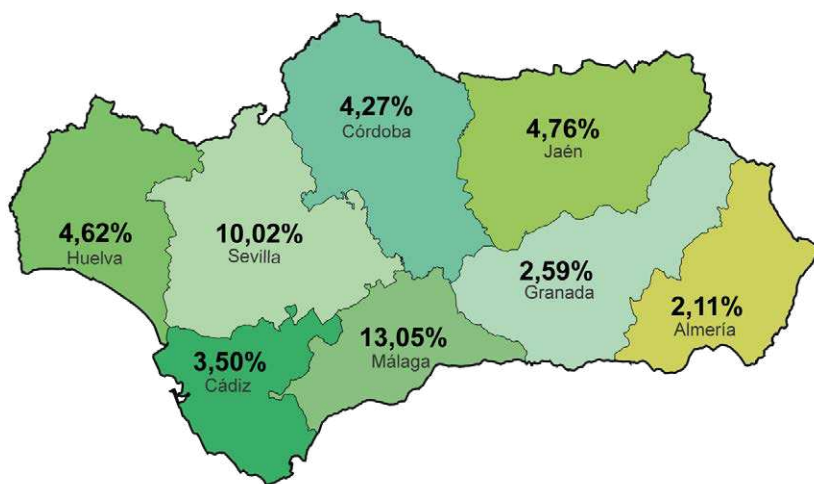 4,27%
Córdoba
4,76%
Jaén
4,62%
Huelva
10,02%
Sevilla
2,59%
Granada
2,11%
Almería
13,05%
Málaga
3,50%
Cádiz